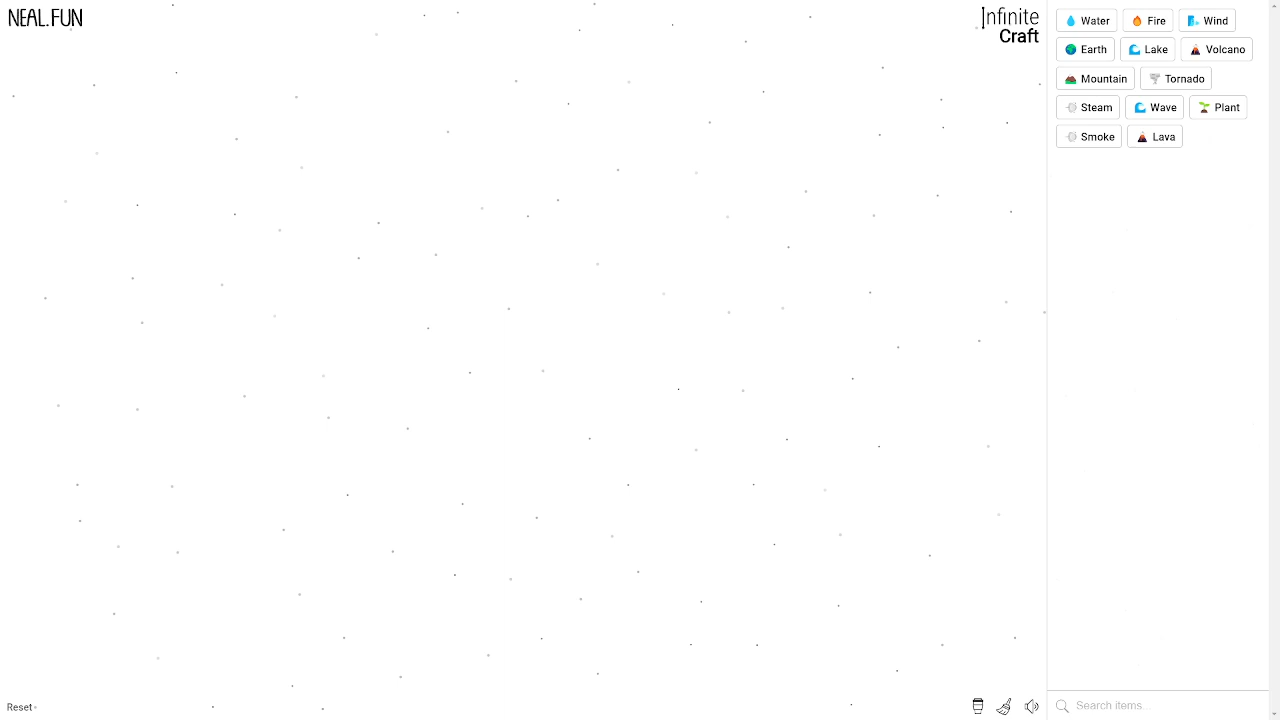 NEAL.FUN
Infinite
Craft
Water Fire Wind
Earth Lake Volcano
Mountain Tornado
Steam Wave Plant
Smoke Lava
Reset
Search items...